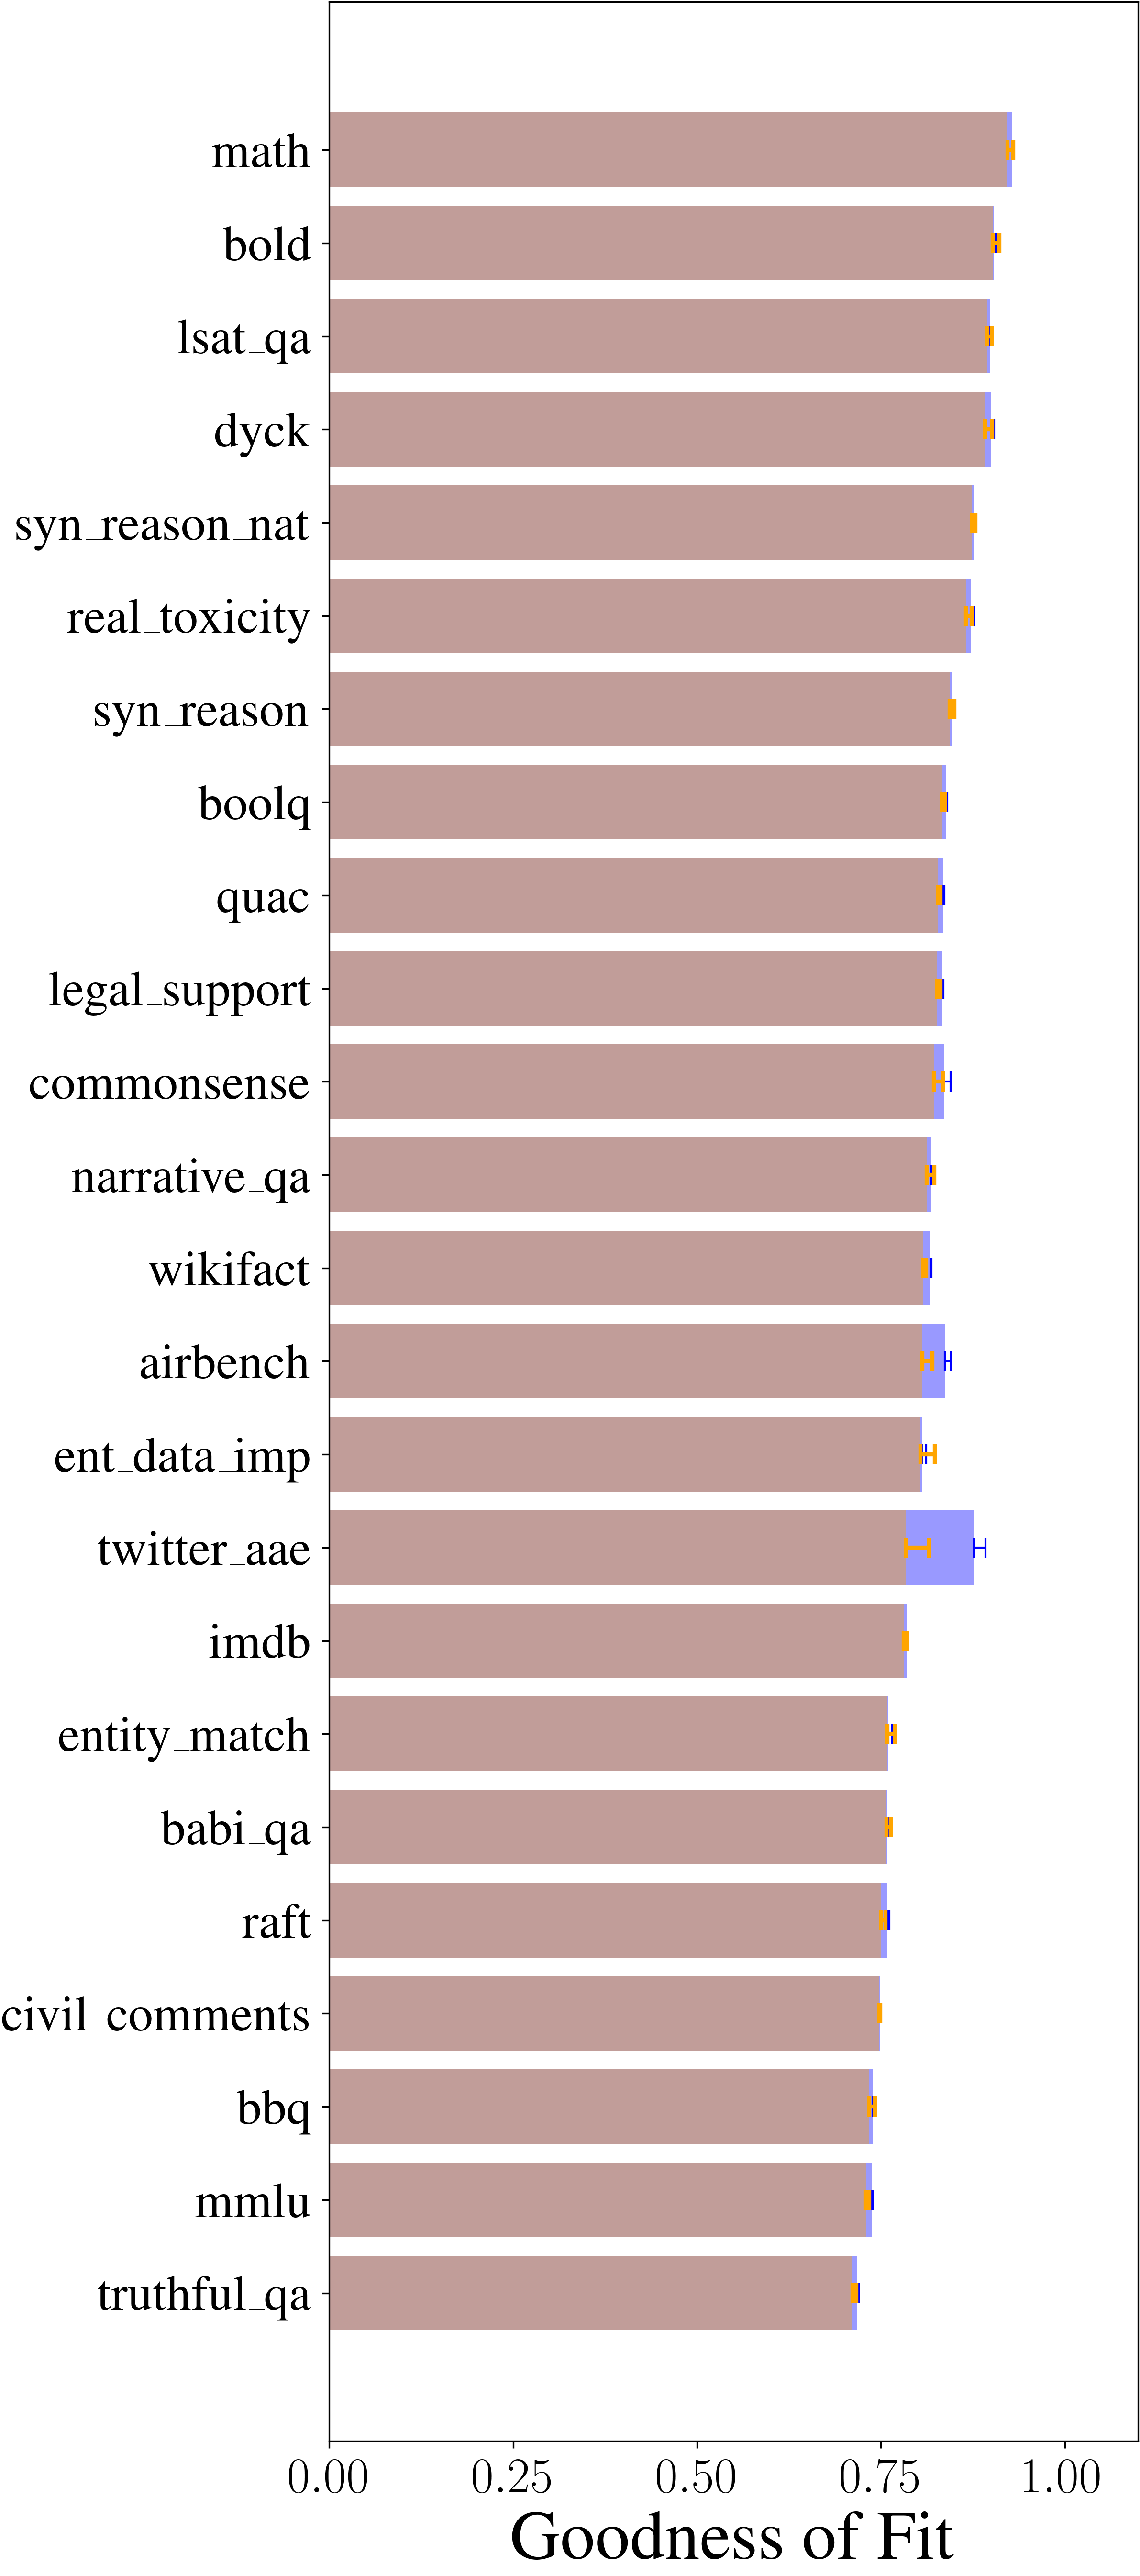 math
bold
lsat_qa
dyck
syn_reason_nat
real_toxicity
syn_reason
boolq
quac
legal_support
commonsense
narrative_qa
wikifact
airbench
ent_data_imp
twitter_aae
imdb
entity_match
babi_qa
raft
civil_comments
bbq
mmlu
truthful_qa
0.00 0.25 0.50 0.75 1.00
Goodness of Fit